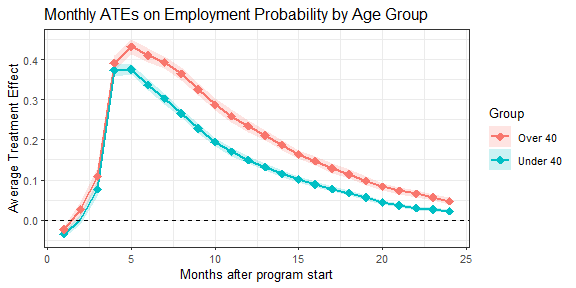 Monthly ATEs on Employment Probability by Age Group
Average Treatment Effect
0.4
0.3
0.2
0.1
0.0
0
5
10
15
20
25
Months after program start
Group
Over 40
Under 40